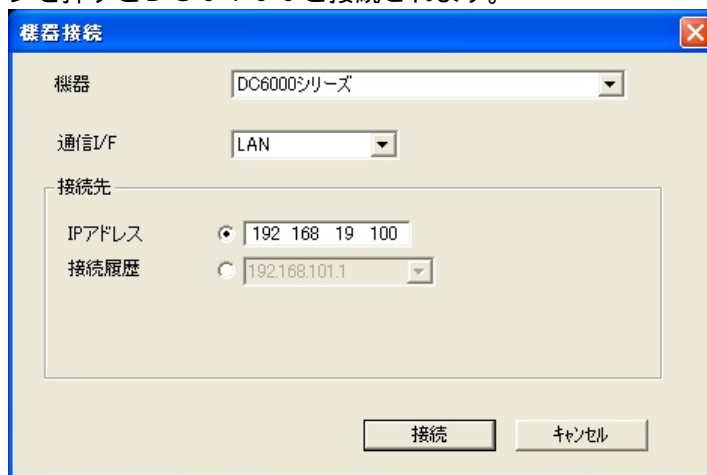 機器接続
機器 DC6000シリーズ
通信I/F LAN
接続先
IPアドレス 192 168 19 100
接続履歴 192.168.101.1
接続 キャンセル